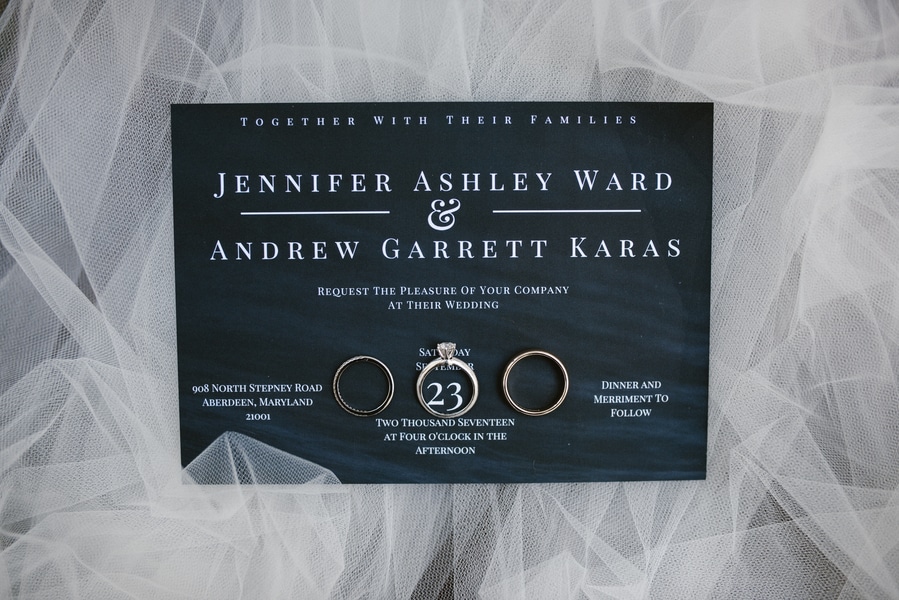 Together With Their Families
Jennifer Ashley Ward
&
Andrew Garrett Karas
Request The Pleasure Of Your Company
At Their Wedding
Saturday
September
23
Two Thousand Seventeen
at Four o'clock in the
Afternoon
908 North Stepney Road
Aberdeen, Maryland
21001
Dinner and
Merriment To
Follow